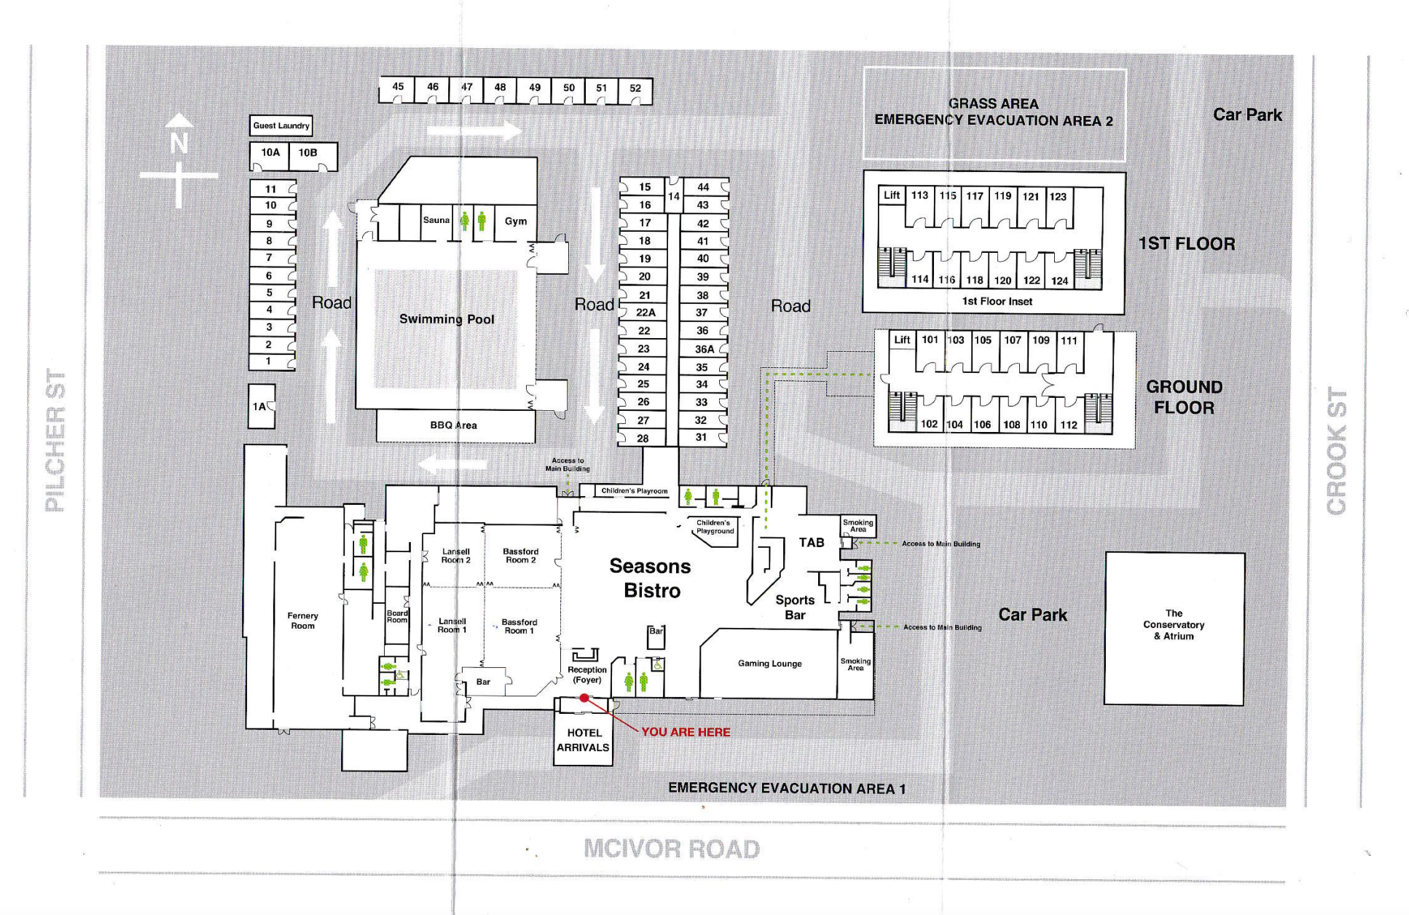 45 46 47 48 49 50 51 52
GRASS AREA
EMERGENCY EVACUATION AREA 2
Car Park
Guest Laundry
10A 10B
N
11
10
9
8
7
6
5
4
3
2
1
1A
Road
Sauna
Gym
Swimming Pool
BBQ Area
Road
14
15 44
16 43
17 42
18 41
19 40
20 39
21 38
22A 37
22 36
23 36A
24 35
25 34
26 33
27 32
28 31
Road
Lift 113 115 117 119 121 123
114 116 118 120 122 124
1st Floor Inset
1ST FLOOR
Lift 101 103 105 107 109 111
102 104 106 108 110 112
GROUND
FLOOR
PILCHER ST
CROOK ST
Access to
Main Building
Children's Playroom
Children's
Playground
Smoking
Area
TAB
Access to Main Building
Lansell
Room 2
Bassford
Room 2
Seasons
Bistro
Sports
Bar
Fernery
Room
Board
Room
Lansell
Room 1
Bassford
Room 1
Bar
Access to Main Building
Car Park
The
Conservatory
& Atrium
Bar
Reception
(Foyer)
Gaming Lounge
Smoking
Area
HOTEL
ARRIVALS
YOU ARE HERE
EMERGENCY EVACUATION AREA 1
MCIVOR ROAD